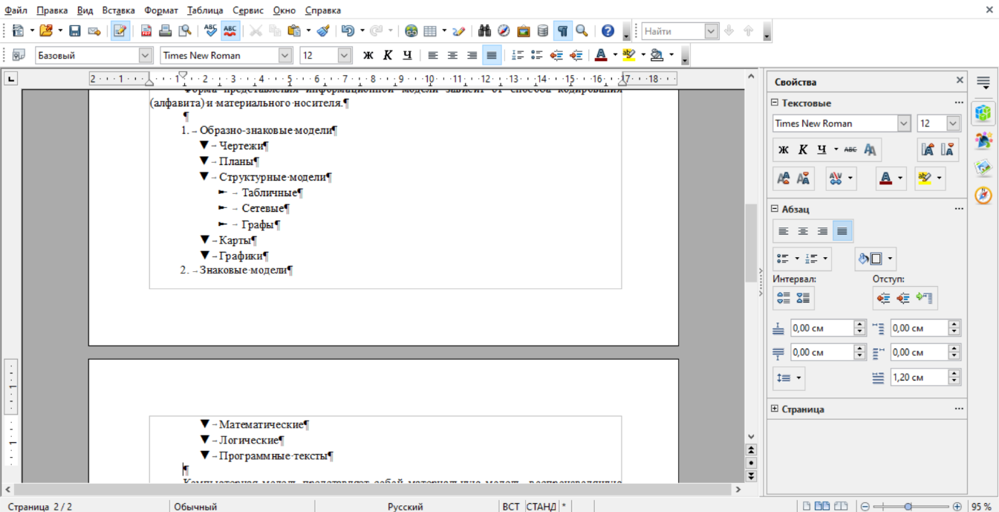 Файл Правка Вид Вставка Формат Таблица Сервис Окно Справка
Найти
Базовый Times New Roman 12 Ж К Ч
2 1 1 2 3 4 5 6 7 8 9 10 11 12 13 14 15 16 17 18
Форма представления информационной модели зависит от способа кодирования
(алфавита) и материального носителя.¶
¶
1. Образно-знаковые модели¶
▼ Чертежи¶
▼ Планы¶
▼ Структурные модели¶
► Табличные¶
► Сетевые¶
► Графы¶
▼ Карты¶
▼ Графики¶
2. Знаковые модели¶
▼ Математические¶
▼ Логические¶
▼ Программные тексты¶
¶
Компьютерная модель представляет собой материальную модель, воспроизводящую
Свойства
Текстовые
Times New Roman 12
Ж К Ч ABC
Абзац
Интервал: Отступ:
0,00 см 0,00 см
0,00 см 0,00 см
1,20 см
Страница
Страница 2 / 2 Обычный Русский ВСТ СТАНД * 95 %